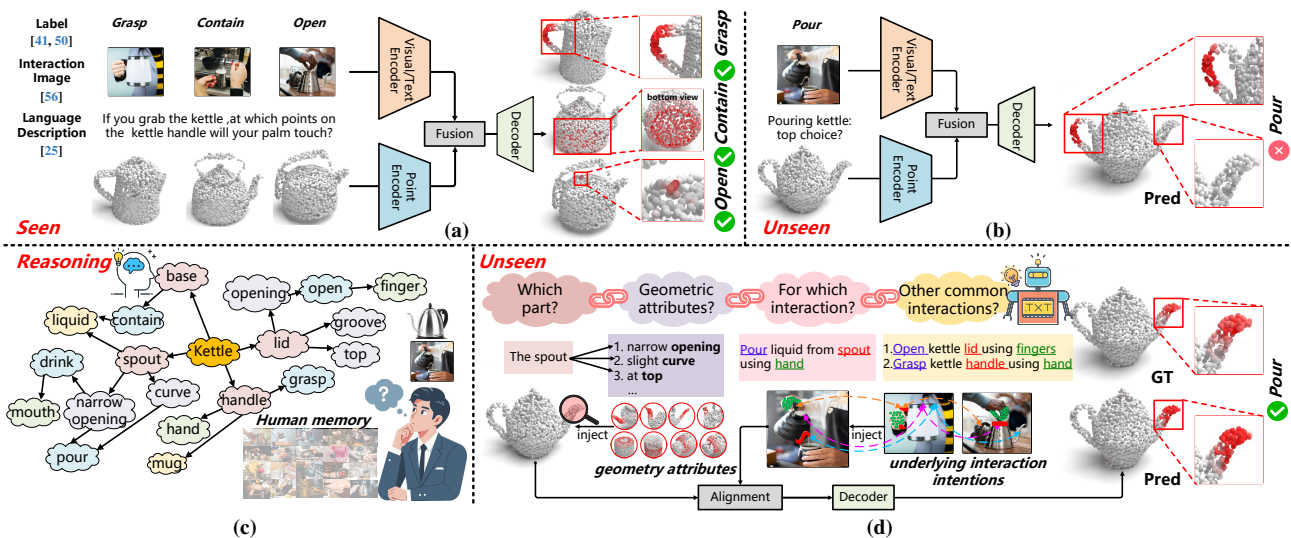 Label
[41, 50]
Interaction
Image
[56]
Language
Description
[25]
Grasp
Contain
Open
If you grab the kettle ,at which points on
the kettle handle will your palm touch?
Visual/Text
Encoder
Point
Encoder
Fusion
Decoder
bottom view
Grasp
Contain
Open
Seen
(a)
Pour
Pouring kettle:
top choice?
Visual/Text
Encoder
Point
Encoder
Fusion
Decoder
Pred
Pour
Unseen
(b)
Reasoning
base
opening
open
finger
liquid
contain
groove
lid
Kettle
top
spout
drink
grasp
curve
handle
narrow
opening
mouth
hand
pour
mug
Human memory
?
(c)
Unseen
Which
part?
Geometric
attributes?
For which
interaction?
Other common
interactions?
.TXT
The spout
1. narrow opening
2. slight curve
3. at top
...
Pour liquid from spout
using hand
1.Open kettle lid using fingers
2.Grasp kettle handle using hand
inject
geometry attributes
inject
underlying interaction
intentions
GT
Pour
Pred
Alignment
Decoder
(d)